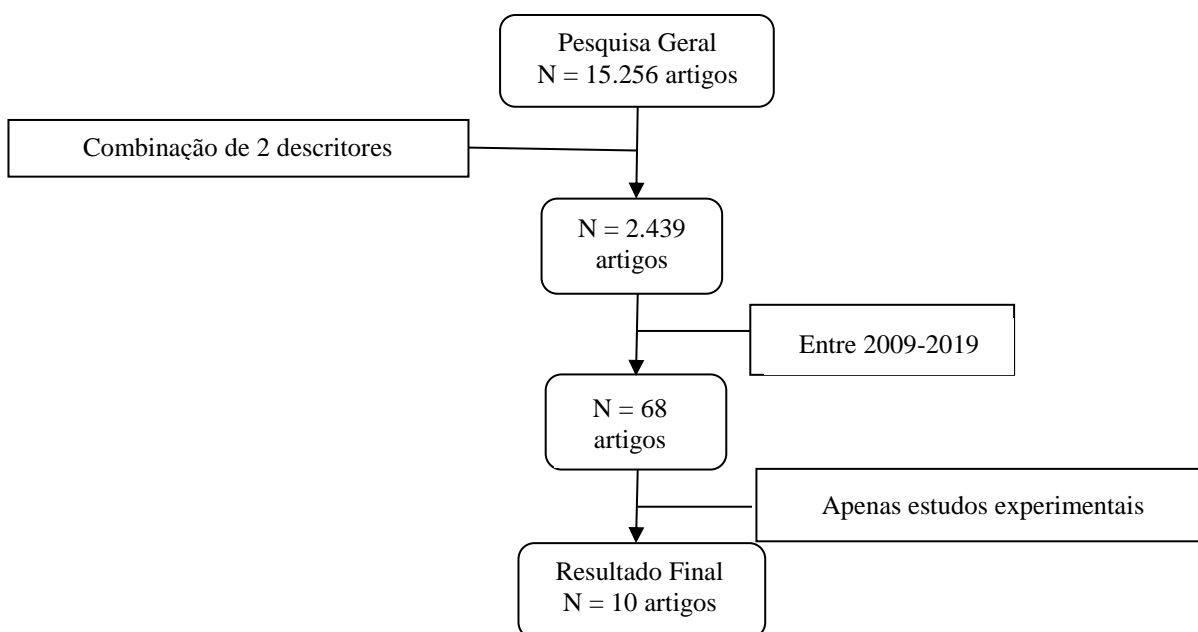 Pesquisa Geral
N = 15.256 artigos
Combinação de 2 descritores
N = 2.439
artigos
Entre 2009-2019
N = 68
artigos
Apenas estudos experimentais
Resultado Final
N = 10 artigos